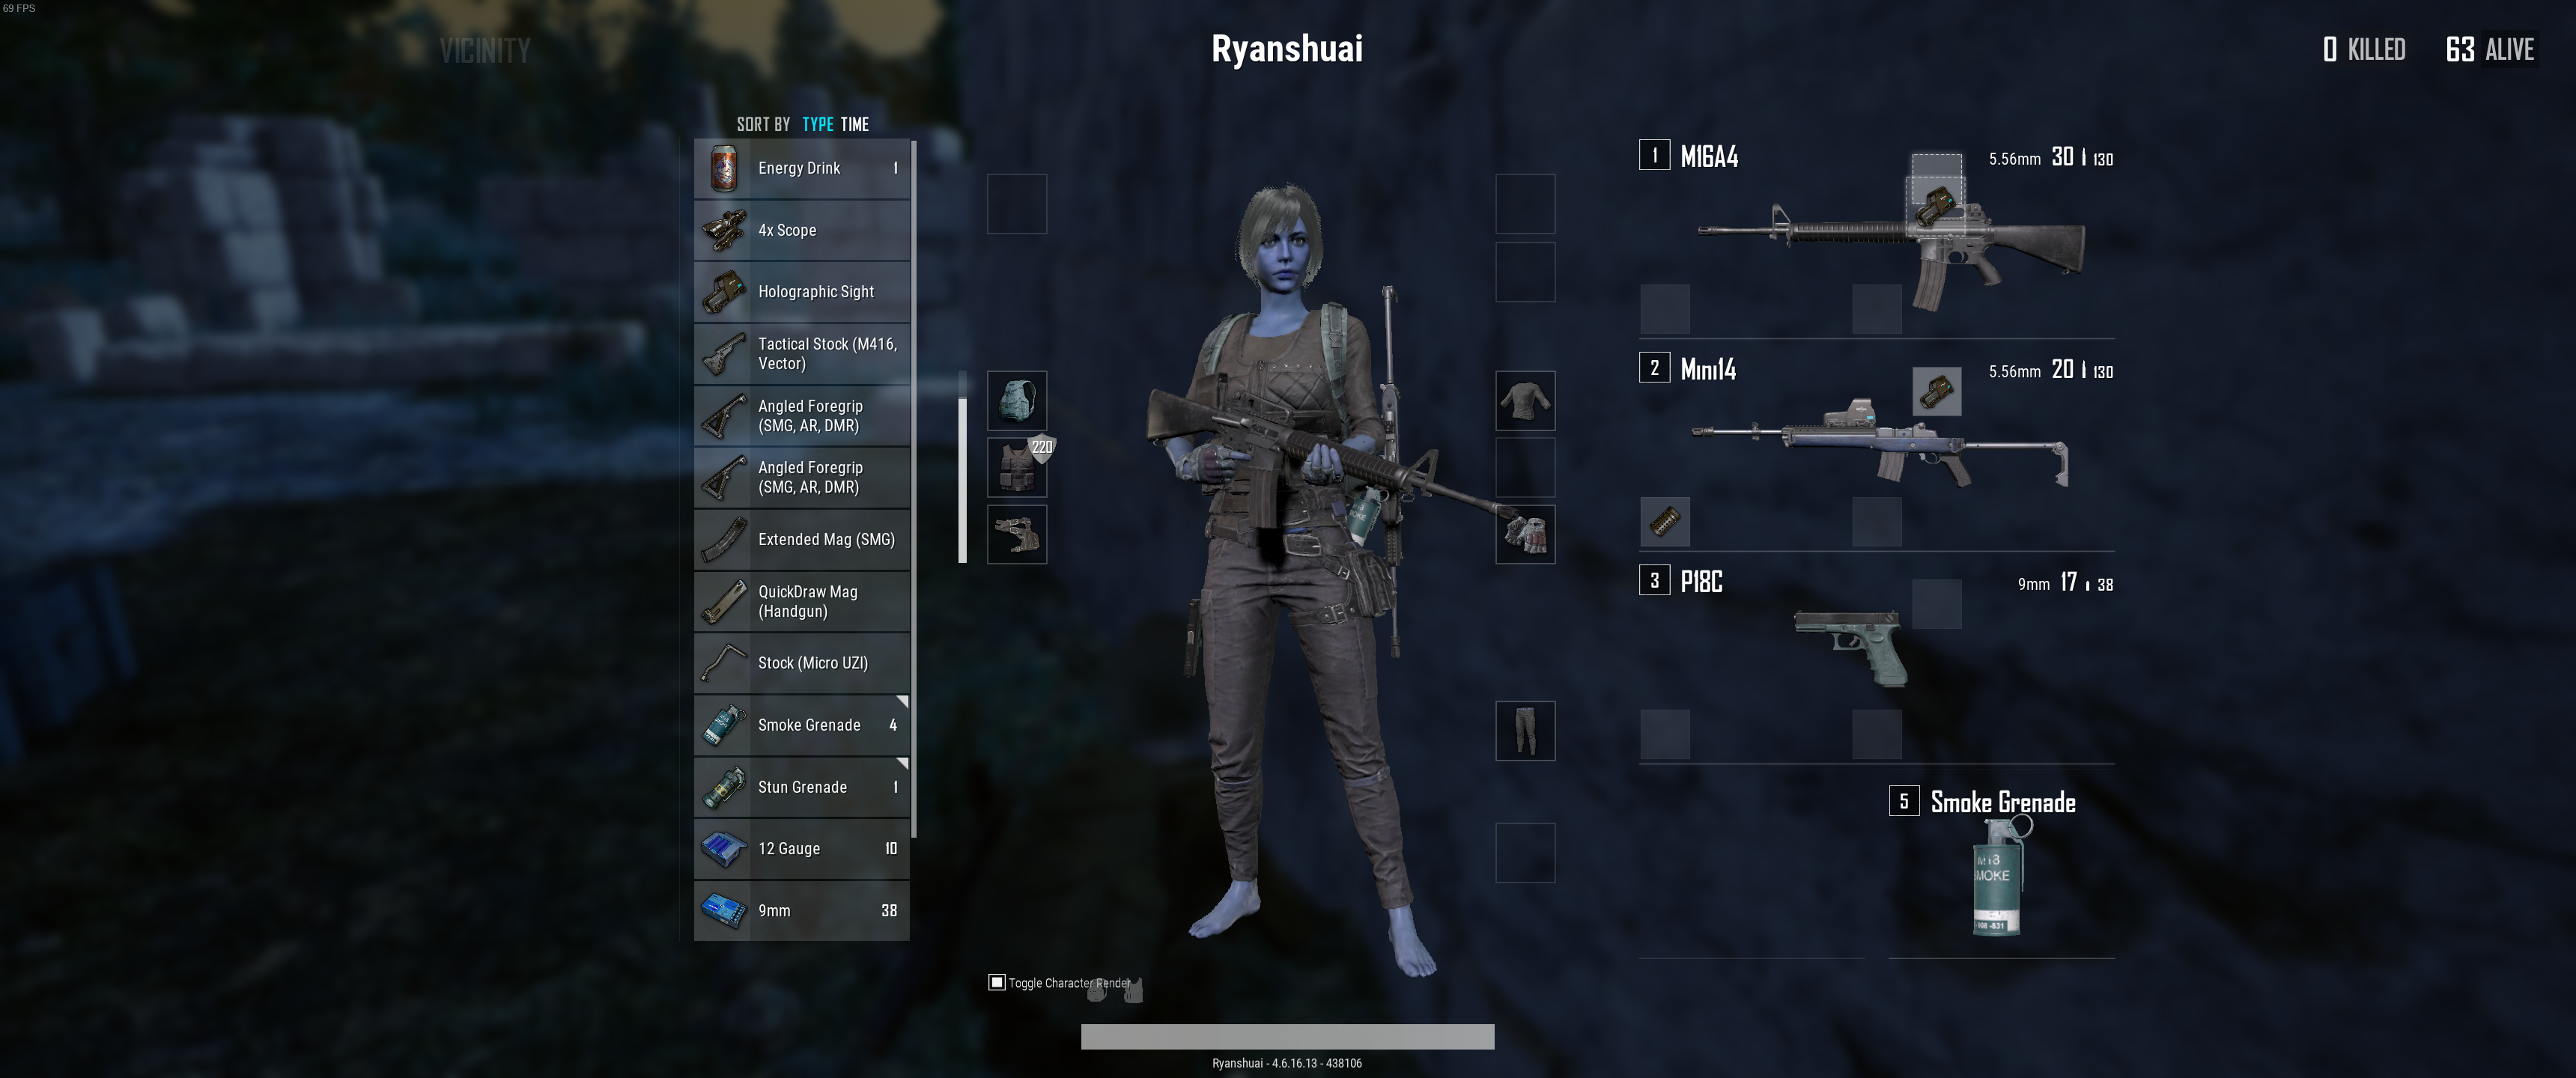 69 FPS
VICINITY
Ryanshuai
0 KILLED 63 ALIVE
SORT BY TYPE TIME
Energy Drink 1
4x Scope
Holographic Sight
Tactical Stock (M416,
Vector)
Angled Foregrip
(SMG, AR, DMR)
Angled Foregrip
(SMG, AR, DMR)
Extended Mag (SMG)
QuickDraw Mag
(Handgun)
Stock (Micro UZI)
Smoke Grenade 4
Stun Grenade 1
12 Gauge 10
9mm 38
220
1 M16A4 5.56mm 30 130
2 Mini14 5.56mm 20 130
3 P18C 9mm 17 38
5 Smoke Grenade
M18
SMOKE
Toggle Character Render
Ryanshuai - 4.6.16.13 - 438106